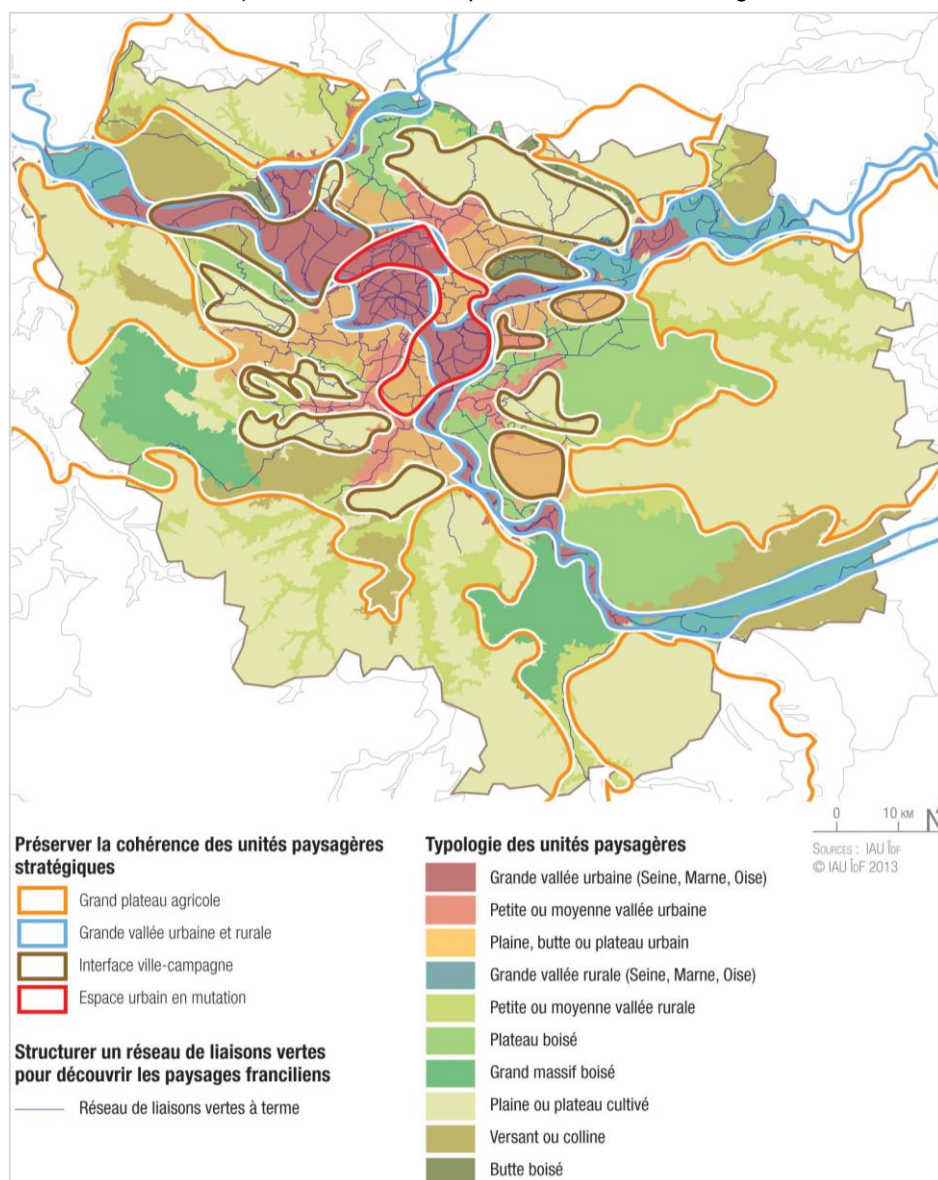 0 10 KM N
SOURCES : IAU ÎDF
© IAU ÎDF 2013
Préserver la cohérence des unités paysagères
stratégiques
Grand plateau agricole
Grande vallée urbaine et rurale
Interface ville-campagne
Espace urbain en mutation
Structurer un réseau de liaisons vertes
pour découvrir les paysages franciliens
Réseau de liaisons vertes à terme
Typologie des unités paysagères
Grande vallée urbaine (Seine, Marne, Oise)
Petite ou moyenne vallée urbaine
Plaine, butte ou plateau urbain
Grande vallée rurale (Seine, Marne, Oise)
Petite ou moyenne vallée rurale
Plateau boisé
Grand massif boisé
Plaine ou plateau cultivé
Versant ou colline
Butte boisé